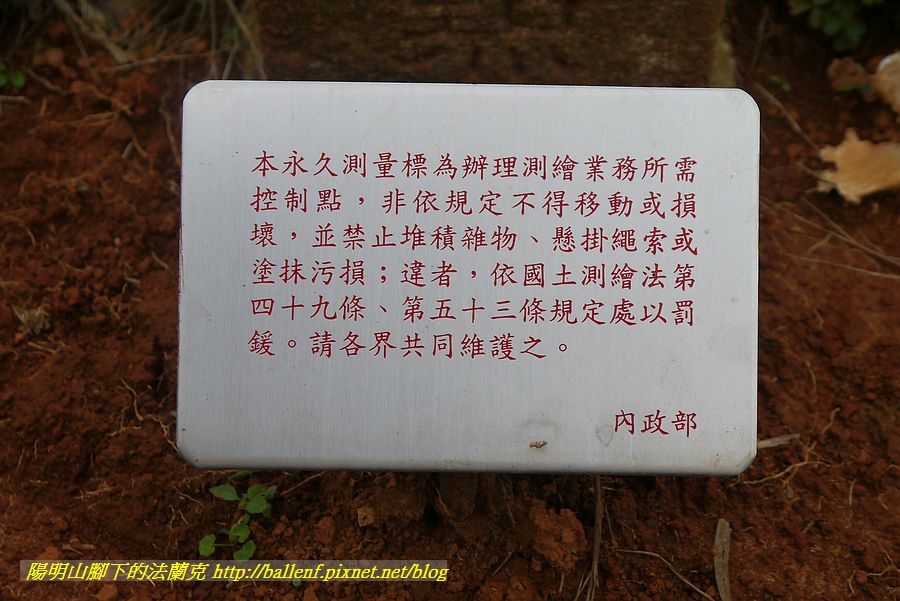 本永久測量標為辦理測繪業務所需
控制點，非依規定不得移動或損
壞，並禁止堆積雜物、懸掛繩索或
塗抹污損；違者，依國土測繪法第
四十九條、第五十三條規定處以罰
鍰。請各界共同維護之。
內政部
陽明山腳下的法蘭克 http://ballenf.pixnet.net/blog